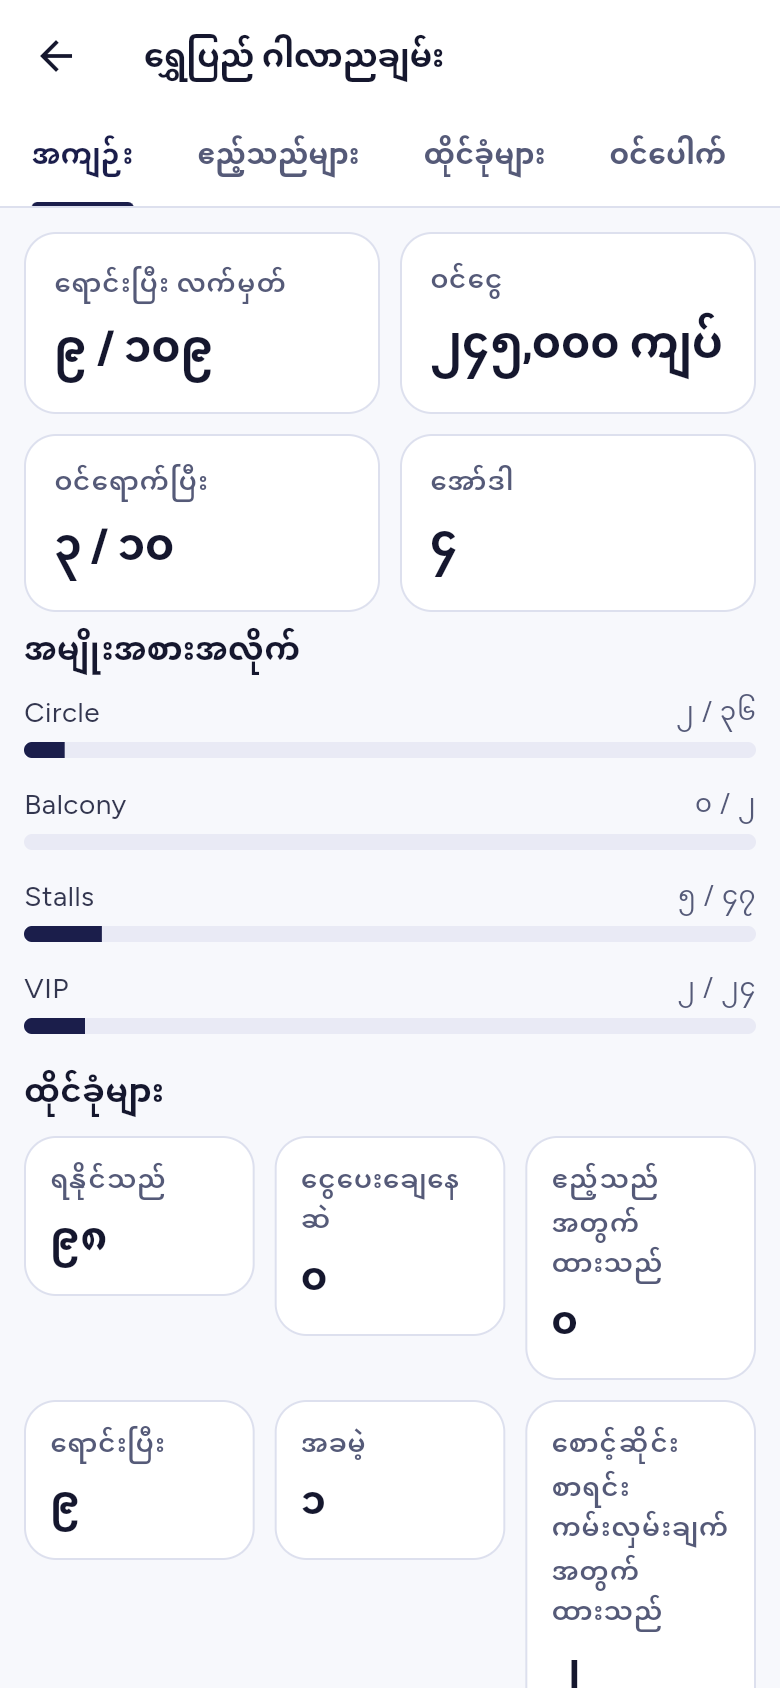 ရွှေပြည် ဂါလာညချမ်း
အကျဉ်း ဧည့်သည်များ ထိုင်ခုံများ ဝင်ပေါက်
ရောင်းပြီး လက်မှတ် ဝင်ငွေ
၉ / ၁၀၉ ၂၄၅,၀၀၀ ကျပ်
ဝင်ရောက်ပြီး အော်ဒါ
၃ / ၁၀ ၄
အမျိုးအစားအလိုက်
Circle ၂ / ၃၆
Balcony ၀ / ၂
Stalls ၅ / ၄၇
VIP ၂ / ၂၄
ထိုင်ခုံများ
ရနိုင်သည်
၉၈
ငွေပေးချေနေ
ဆဲ
၀
ဧည့်သည်
အတွက်
ထားသည်
၀
ရောင်းပြီး
၉
အခမဲ့
၁
စောင့်ဆိုင်း
စာရင်း
ကမ်းလှမ်းချက်
အတွက်
ထားသည်